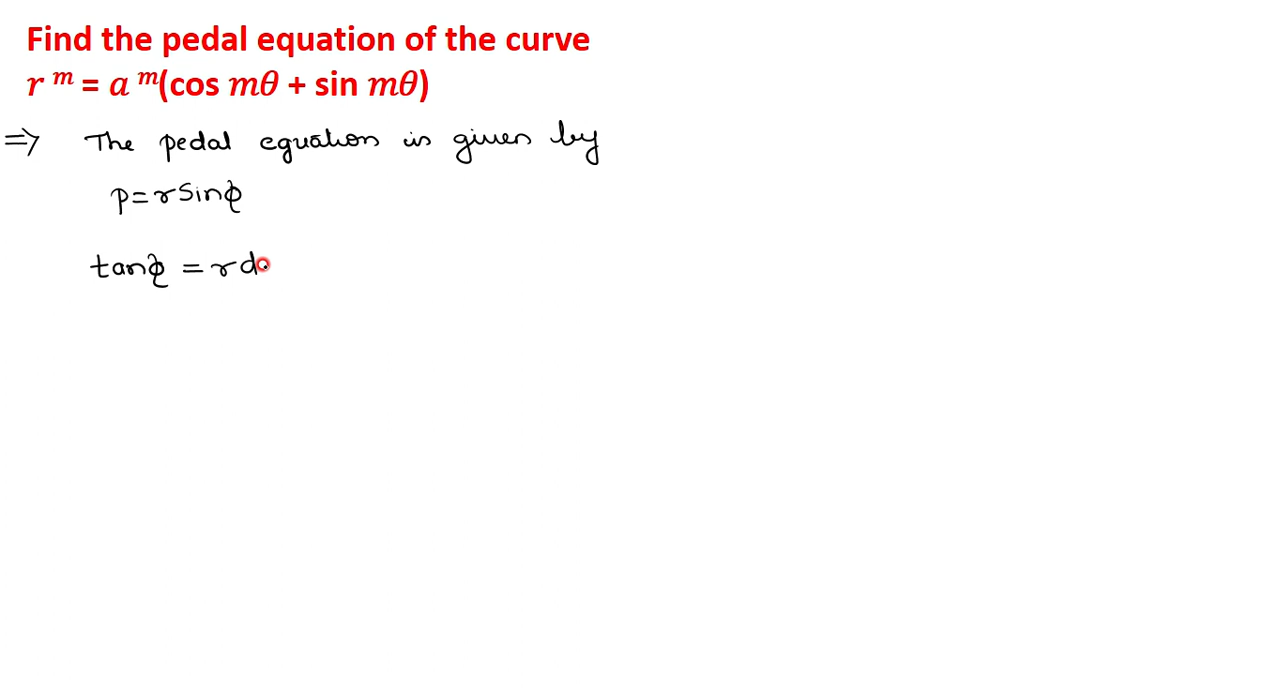 Find the pedal equation of the curve
r ᵐ = a ᵐ(cos mθ + sin mθ)
⇒ The pedal equation is given by
p = r sinϕ
tanϕ = r d